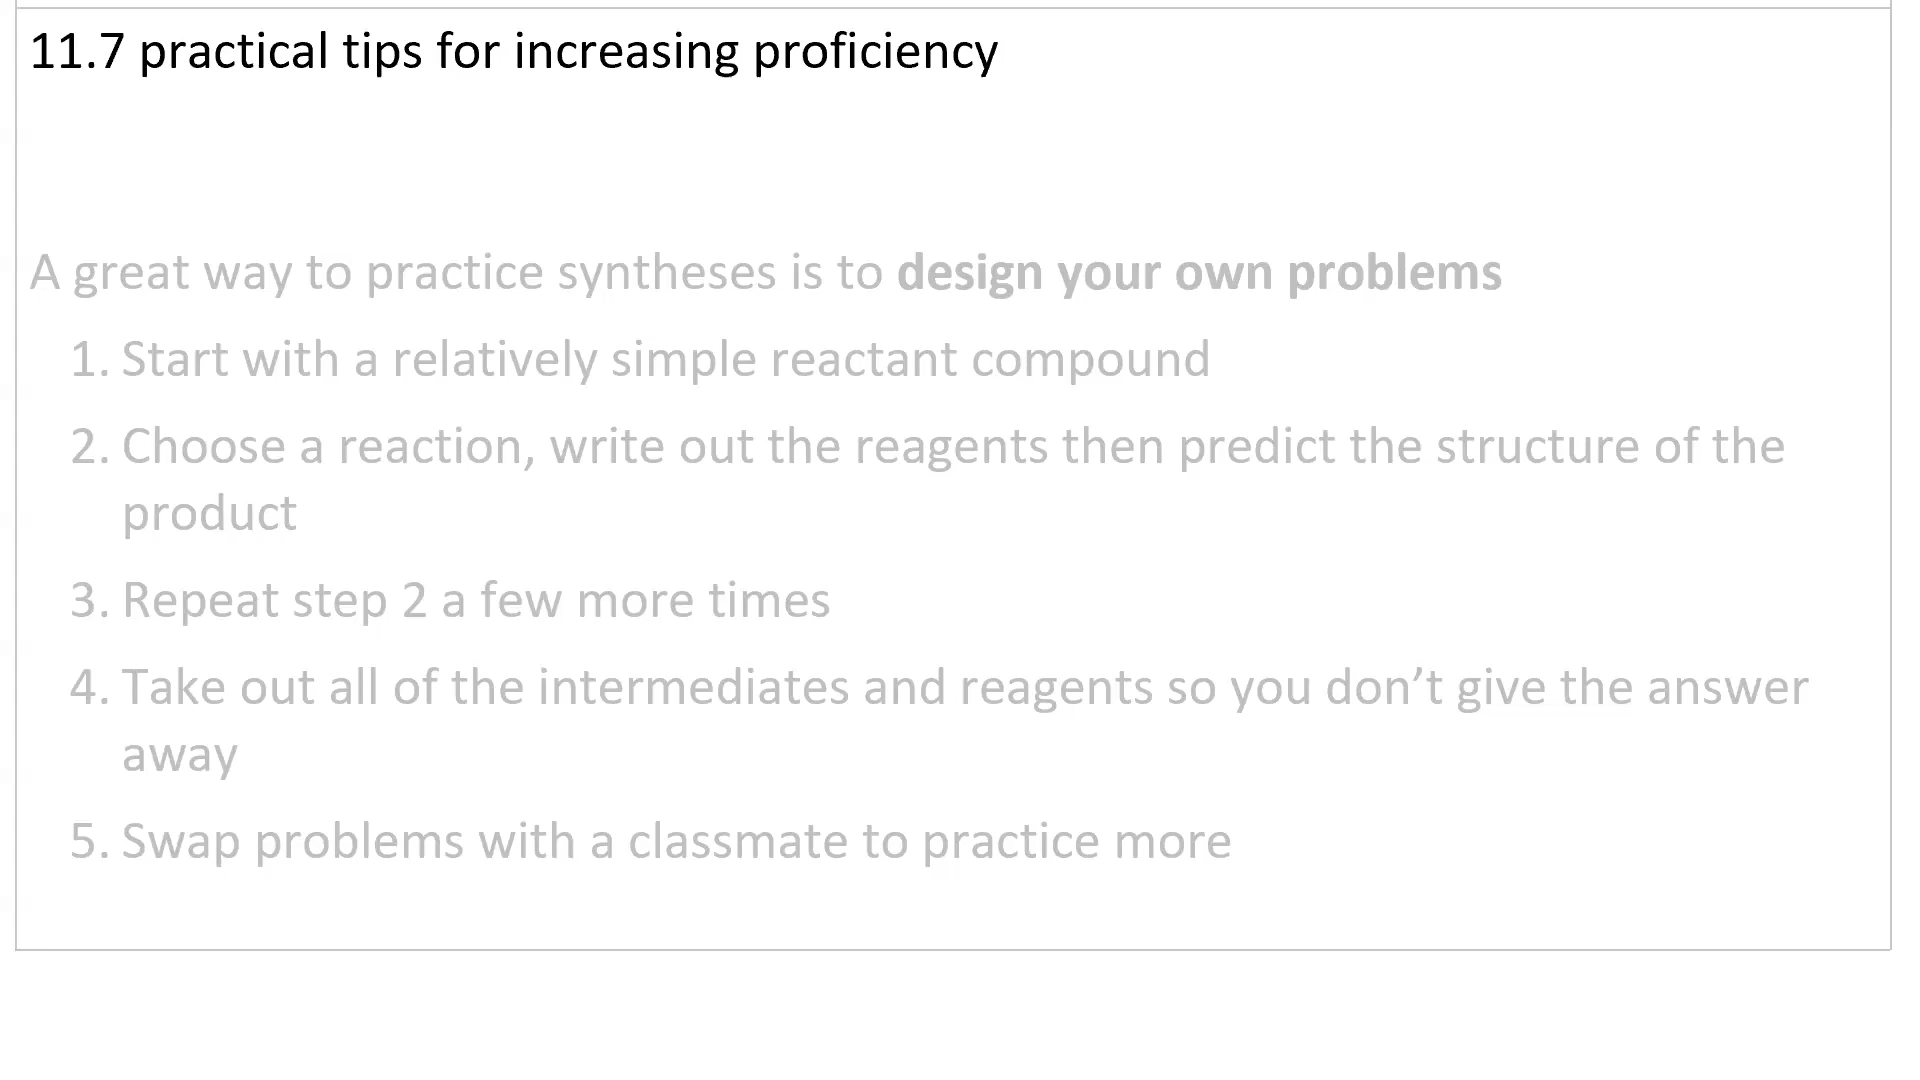 11.7 practical tips for increasing proficiency
A great way to practice syntheses is to design your own problems
1. Start with a relatively simple reactant compound
2. Choose a reaction, write out the reagents then predict the structure of the
product
3. Repeat step 2 a few more times
4. Take out all of the intermediates and reagents so you don’t give the answer
away
5. Swap problems with a classmate to practice more